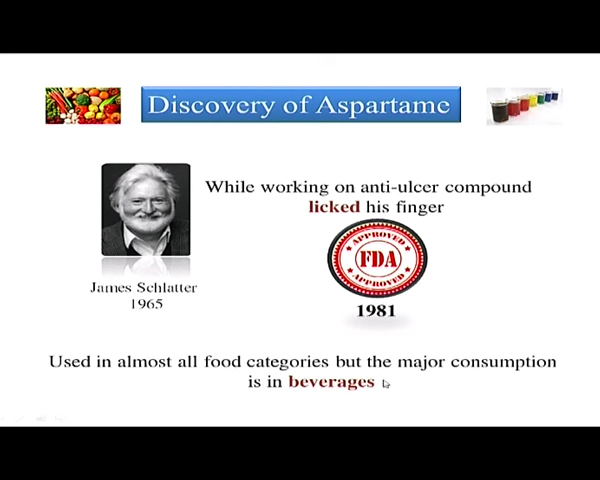 Discovery of Aspartame
While working on anti-ulcer compound
licked his finger
APPROVED
FDA
APPROVED
James Schlatter
1965
1981
Used in almost all food categories but the major consumption
is in beverages